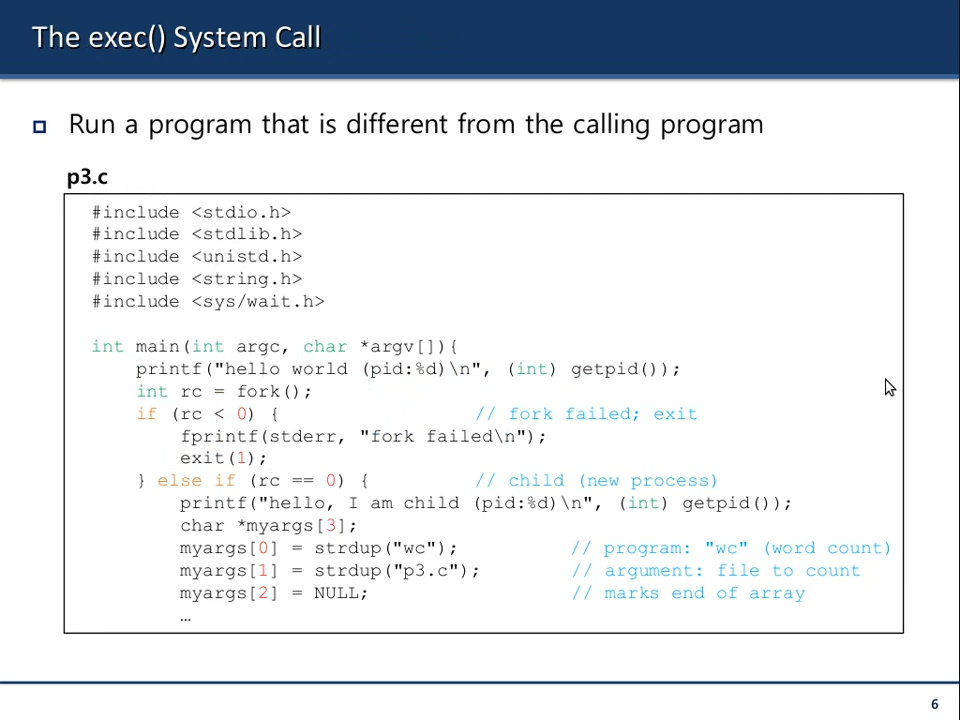 The exec() System Call
Run a program that is different from the calling program
p3.c
#include <stdio.h>
#include <stdlib.h>
#include <unistd.h>
#include <string.h>
#include <sys/wait.h>
int main(int argc, char *argv[]){
    printf("hello world (pid:%d)\n", (int) getpid());
    int rc = fork();
    if (rc < 0) {                  // fork failed; exit
        fprintf(stderr, "fork failed\n");
        exit(1);
    } else if (rc == 0) {          // child (new process)
        printf("hello, I am child (pid:%d)\n", (int) getpid());
        char *myargs[3];
        myargs[0] = strdup("wc");          // program: "wc" (word count)
        myargs[1] = strdup("p3.c");        // argument: file to count
        myargs[2] = NULL;                  // marks end of array
        …
6